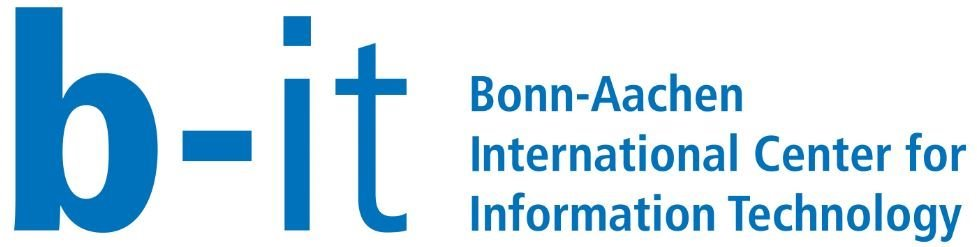 b-it
Bonn-Aachen
International Center for
Information Technology